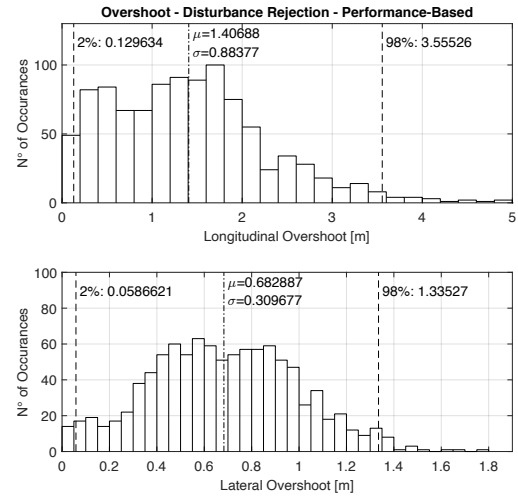 Overshoot - Disturbance Rejection - Performance-Based
2%: 0.129634
μ=1.40688
σ=0.88377
98%: 3.55526
100
50
0
N° of Occurances
0 1 2 3 4 5
Longitudinal Overshoot [m]
2%: 0.0586621
μ=0.682887
σ=0.309677
98%: 1.33527
100
80
60
40
20
0
N° of Occurances
0 0.2 0.4 0.6 0.8 1 1.2 1.4 1.6 1.8
Lateral Overshoot [m]